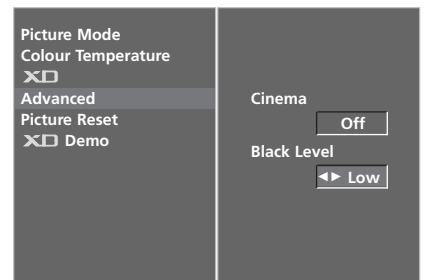 Picture Mode
Colour Temperature
XD
Advanced
Picture Reset
XD Demo
Cinema
Off
Black Level
◄► Low